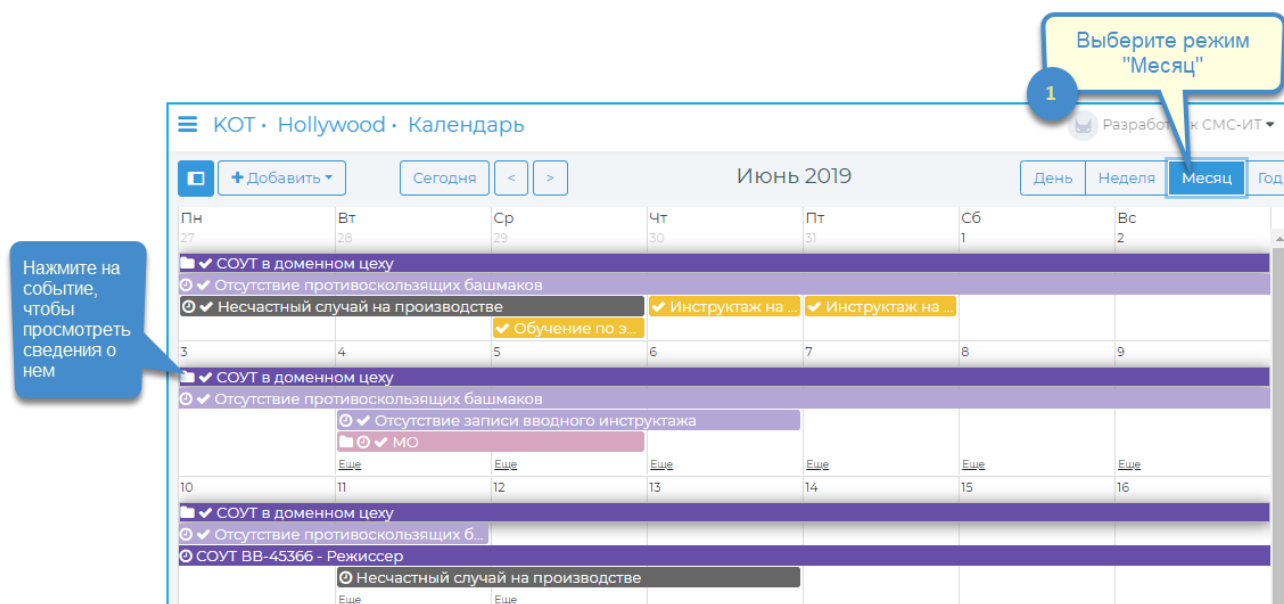 Выберите режим
"Месяц"
1
КОТ · Hollywood · Календарь
Разработ к СМС-ИТ
Добавить
Сегодня
<
>
Июнь 2019
День
Неделя
Месяц
Год
Пн
Вт
Ср
Чт
Пт
Сб
Вс
27
28
29
30
31
1
2
СОУТ в доменном цеху
Отсутствие противоскользящих башмаков
Несчастный случай на производстве
Инструктаж на ...
Инструктаж на ...
Обучение по э...
Нажмите на
событие,
чтобы
просмотреть
сведения о
нем
3
4
5
6
7
8
9
СОУТ в доменном цеху
Отсутствие противоскользящих башмаков
Отсутствие записи вводного инструктажа
МО
Еще
Еще
Еще
Еще
Еще
Еще
10
11
12
13
14
15
16
СОУТ в доменном цеху
Отсутствие противоскользящих б...
СОУТ ВВ-45366 - Режиссер
Несчастный случай на производстве
Еще
Еще